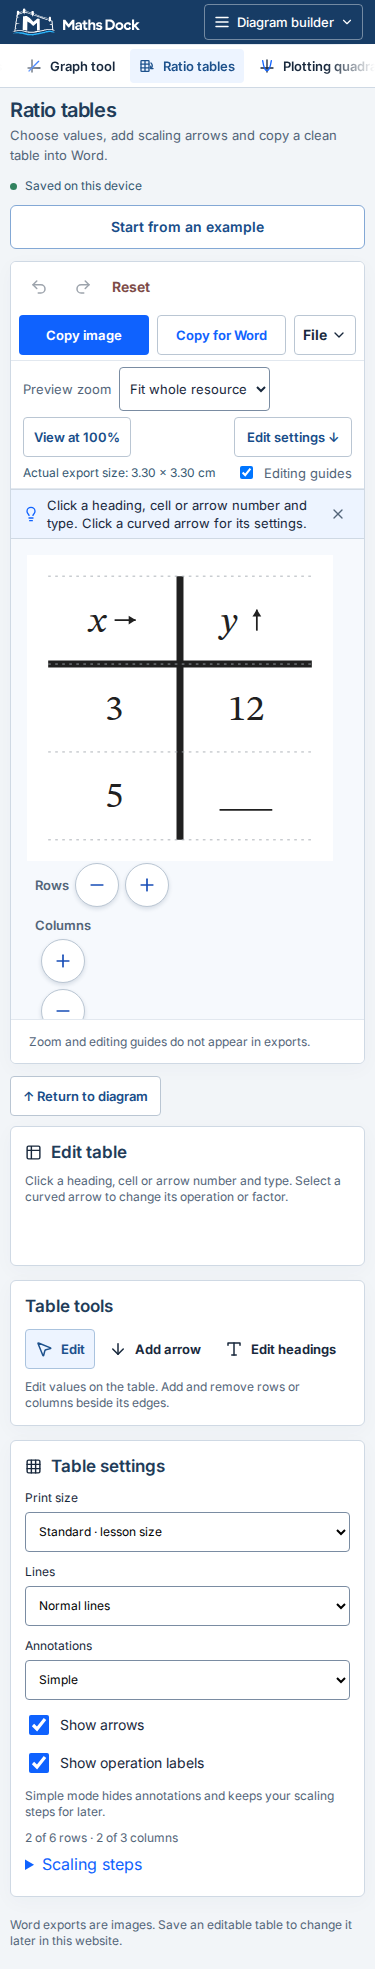 Maths Dock
Diagram builder
Graph tool
Ratio tables
Plotting quadra
Ratio tables
Choose values, add scaling arrows and copy a clean
table into Word.
Saved on this device
Start from an example
Reset
Copy image
Copy for Word
File
Preview zoom
Fit whole resource
View at 100%
Edit settings ↓
Actual export size: 3.30 × 3.30 cm
Editing guides
Click a heading, cell or arrow number and
type. Click a curved arrow for its settings.
x → y ↑
3 12
5 __
Rows − +
Columns
+
−
Zoom and editing guides do not appear in exports.
↑ Return to diagram
Edit table
Click a heading, cell or arrow number and type. Select a
curved arrow to change its operation or factor.
Table tools
Edit
Add arrow
Edit headings
Edit values on the table. Add and remove rows or
columns beside its edges.
Table settings
Print size
Standard · lesson size
Lines
Normal lines
Annotations
Simple
Show arrows
Show operation labels
Simple mode hides annotations and keeps your scaling
steps for later.
2 of 6 rows · 2 of 3 columns
Scaling steps
Word exports are images. Save an editable table to change it
later in this website.